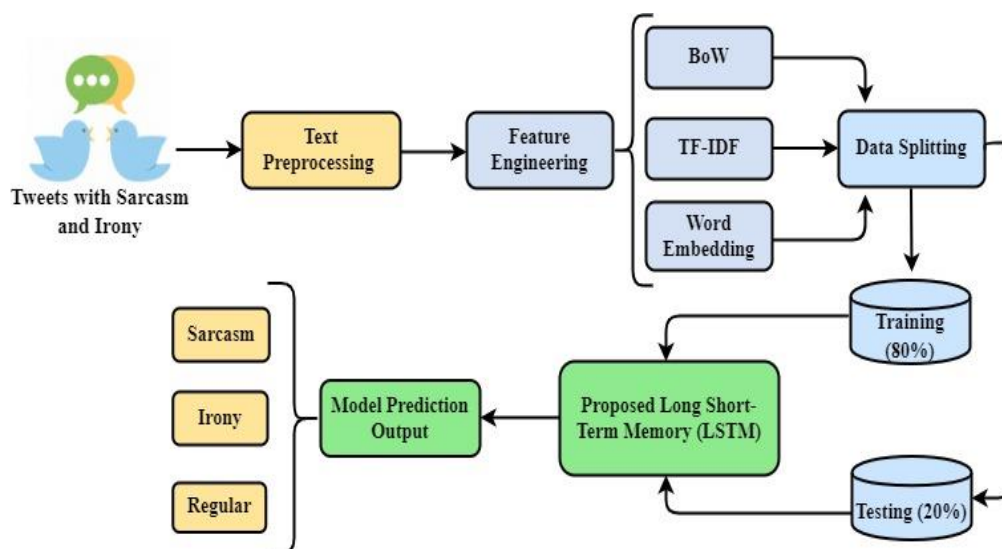 Tweets with Sarcasm
and Irony
Text
Preprocessing
Feature
Engineering
BoW
TF-IDF
Word
Embedding
Data Splitting
Training
(80%)
Testing (20%)
Proposed Long Short-
Term Memory (LSTM)
Model Prediction
Output
Sarcasm
Irony
Regular